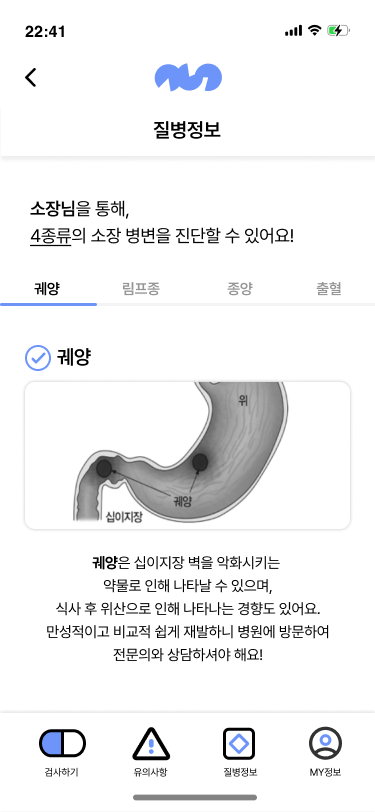 22:41
질병정보
소장님을 통해,
4종류의 소장 병변을 진단할 수 있어요!
궤양 림프종 종양 출혈
궤양
위
궤양
십이지장
궤양은 십이지장 벽을 악화시키는
약물로 인해 나타날 수 있으며,
식사 후 위산으로 인해 나타나는 경향도 있어요.
만성적이고 비교적 쉽게 재발하니 병원에 방문하여
전문의와 상담하셔야 해요!
검사하기 유의사항 질병정보 MY정보